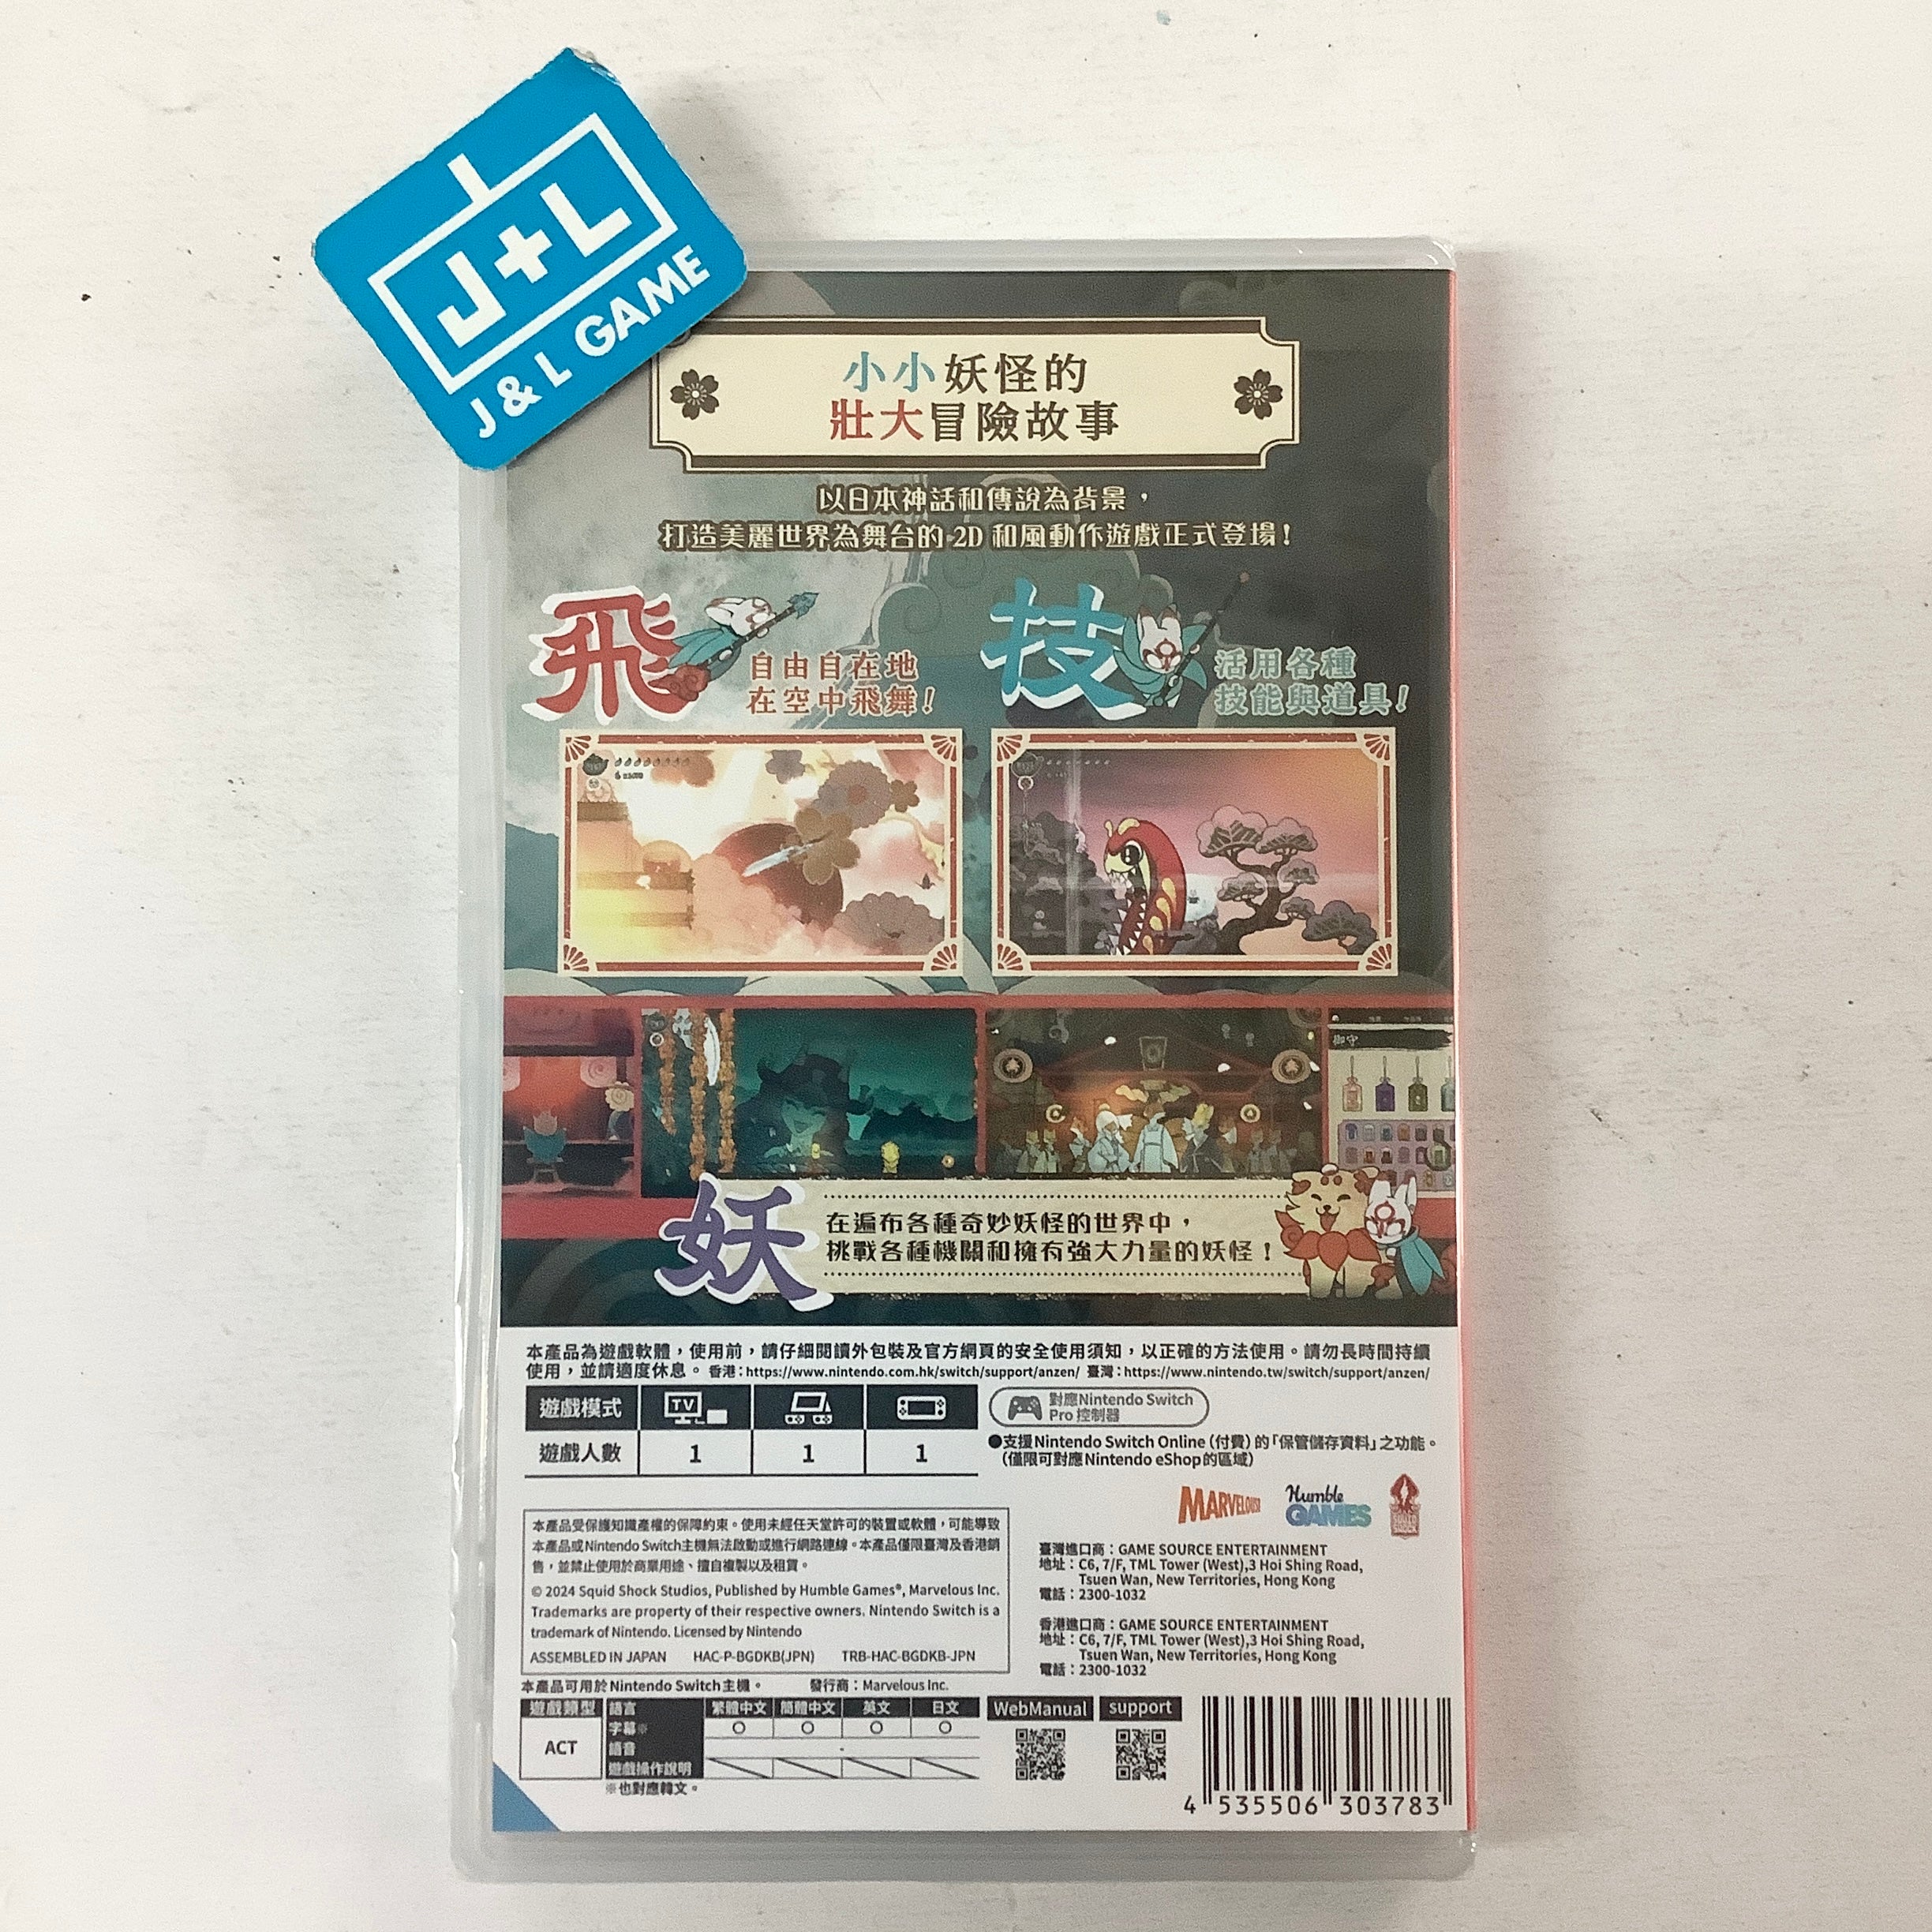 J+L
J & L GAME
小小妖怪的
壯大冒險故事
以日本神話和傳說為背景，
打造美麗世界為舞台的 2D 和風動作遊戲正式登場！
飛
自由自在地
在空中飛舞！
技
活用各種
技能與道具！
御守
妖
在遍布各種奇妙妖怪的世界中，
挑戰各種機關和擁有強大力量的妖怪！
本產品為遊戲軟體，使用前，請仔細閱讀外包裝及官方網頁的安全使用須知，以正確的方法使用。請勿長時間持續
使用，並請適度休息。 香港：https://www.nintendo.com.hk/switch/support/anzen/ 臺灣：https://www.nintendo.tw/switch/support/anzen/
遊戲模式 TV
遊戲人數 1 1 1
對應Nintendo Switch
Pro 控制器
●支援Nintendo Switch Online（付費）的「保管儲存資料」之功能。
（僅限可對應Nintendo eShop的區域）
MARVELOUS!
Humble
GAMES
本產品受保護知識產權的保障約束。使用未經任天堂許可的裝置或軟體，可能導致
本產品或Nintendo Switch主機無法啟動或進行網路連線。本產品僅限臺灣及香港銷
售，並禁止使用於商業用途、擅自複製以及租賃。
© 2024 Squid Shock Studios, Published by Humble Games®, Marvelous Inc.
Trademarks are property of their respective owners. Nintendo Switch is a
trademark of Nintendo. Licensed by Nintendo
ASSEMBLED IN JAPAN HAC-P-BGDKB(JPN) TRB-HAC-BGDKB-JPN
臺灣進口商：GAME SOURCE ENTERTAINMENT
地址：C6, 7/F, TML Tower (West),3 Hoi Shing Road,
Tsuen Wan, New Territories, Hong Kong
電話：2300-1032
香港進口商：GAME SOURCE ENTERTAINMENT
地址：C6, 7/F, TML Tower (West),3 Hoi Shing Road,
Tsuen Wan, New Territories, Hong Kong
電話：2300-1032
本產品可用於Nintendo Switch主機。 發行商：Marvelous Inc.
遊戲類型 語言 繁體中文 簡體中文 英文 日文
ACT 字幕※ ○ ○ ○ ○
語音 -
遊戲操作說明
※也對應韓文。
WebManual support
4 535506 303783